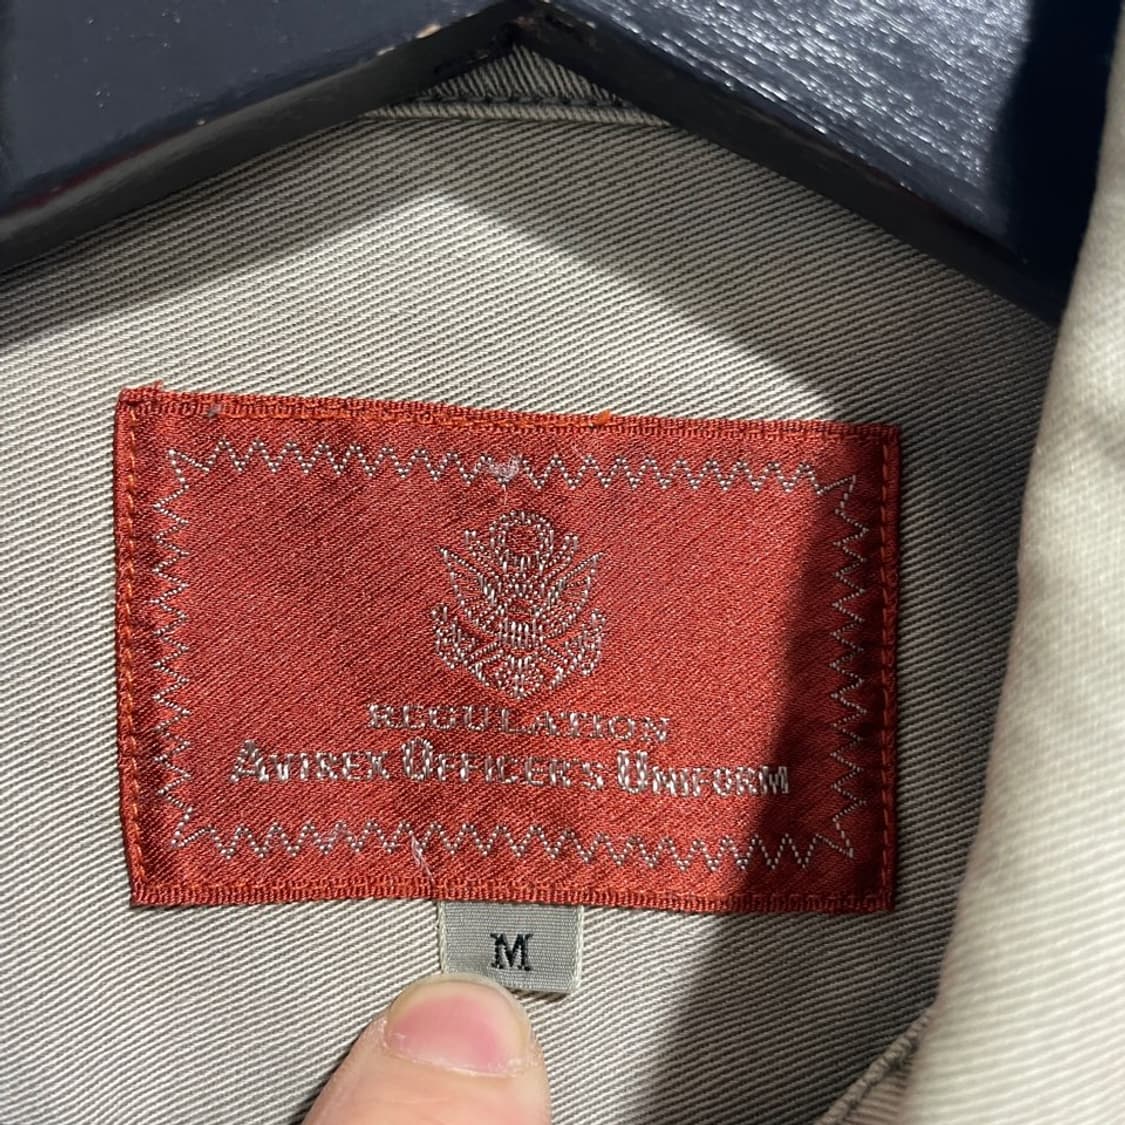 REGULATION
AVIREX OFFICER'S UNIFORM
M